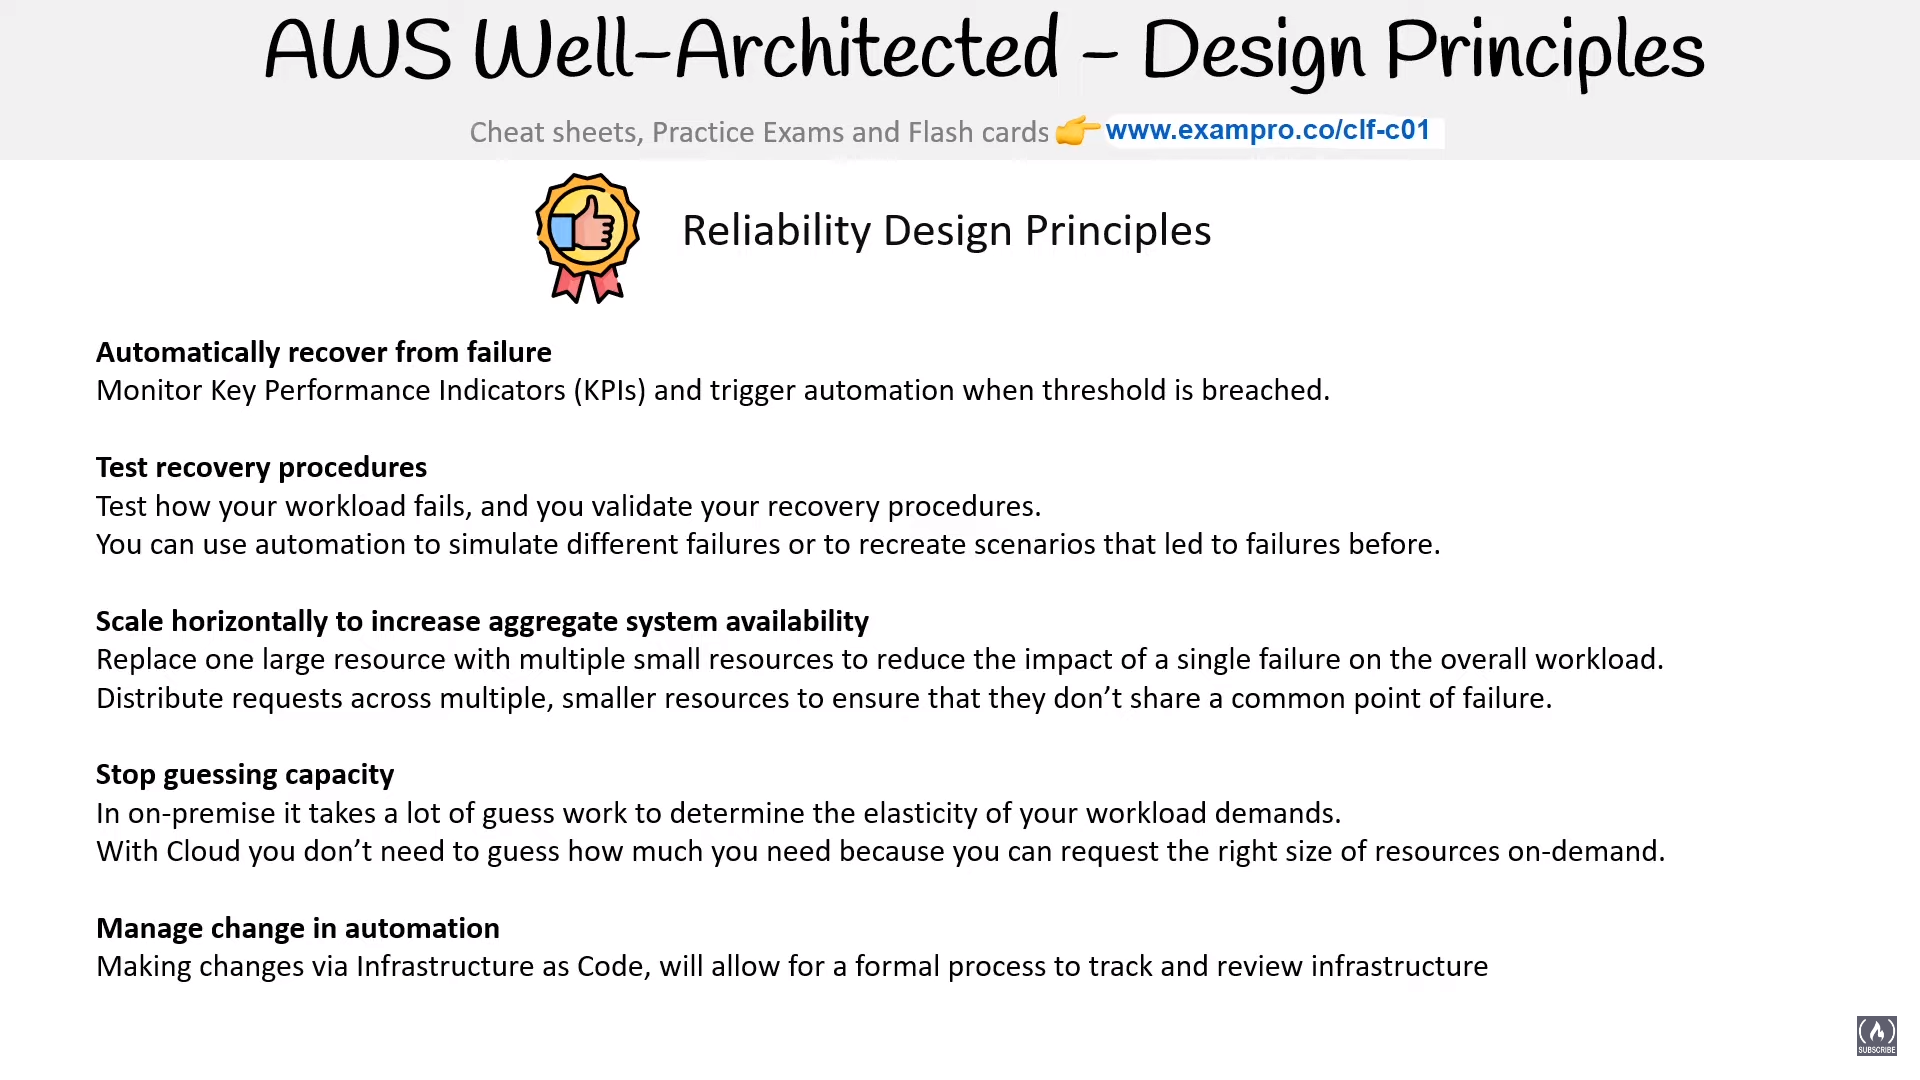 AWS Well-Architected - Design Principles
Cheat sheets, Practice Exams and Flash cards 👉 www.exampro.co/clf-c01
Reliability Design Principles
Automatically recover from failure
Monitor Key Performance Indicators (KPIs) and trigger automation when threshold is breached.
Test recovery procedures
Test how your workload fails, and you validate your recovery procedures.
You can use automation to simulate different failures or to recreate scenarios that led to failures before.
Scale horizontally to increase aggregate system availability
Replace one large resource with multiple small resources to reduce the impact of a single failure on the overall workload.
Distribute requests across multiple, smaller resources to ensure that they don’t share a common point of failure.
Stop guessing capacity
In on-premise it takes a lot of guess work to determine the elasticity of your workload demands.
With Cloud you don’t need to guess how much you need because you can request the right size of resources on-demand.
Manage change in automation
Making changes via Infrastructure as Code, will allow for a formal process to track and review infrastructure
SUBSCRIBE